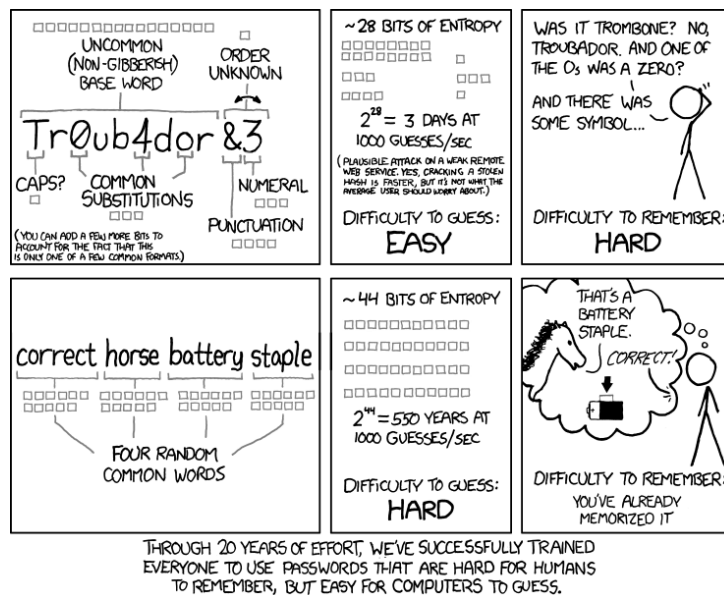 UNCOMMON
(NON-GIBBERISH)
BASE WORD
ORDER
UNKNOWN
Tr0ub4dor &3
CAPS?
COMMON
SUBSTITUTIONS
NUMERAL
PUNCTUATION
(YOU CAN ADD A FEW MORE BITS TO
ACCOUNT FOR THE FACT THAT THIS
IS ONLY ONE OF A FEW COMMON FORMATS.)
~28 BITS OF ENTROPY
2^28 = 3 DAYS AT
1000 GUESSES/SEC
(PLAUSIBLE ATTACK ON A WEAK REMOTE
WEB SERVICE. YES, CRACKING A STOLEN
HASH IS FASTER, BUT IT'S NOT WHAT THE
AVERAGE USER SHOULD WORRY ABOUT.)
DIFFICULTY TO GUESS:
EASY
WAS IT TROMBONE? NO,
TROUBADOR. AND ONE OF
THE Os WAS A ZERO?
AND THERE WAS
SOME SYMBOL...
DIFFICULTY TO REMEMBER:
HARD
correct horse battery staple
FOUR RANDOM
COMMON WORDS
~44 BITS OF ENTROPY
2^44 = 550 YEARS AT
1000 GUESSES/SEC
DIFFICULTY TO GUESS:
HARD
THAT'S A
BATTERY
STAPLE.
CORRECT!
DIFFICULTY TO REMEMBER:
YOU'VE ALREADY
MEMORIZED IT
THROUGH 20 YEARS OF EFFORT, WE'VE SUCCESSFULLY TRAINED
EVERYONE TO USE PASSWORDS THAT ARE HARD FOR HUMANS
TO REMEMBER, BUT EASY FOR COMPUTERS TO GUESS.